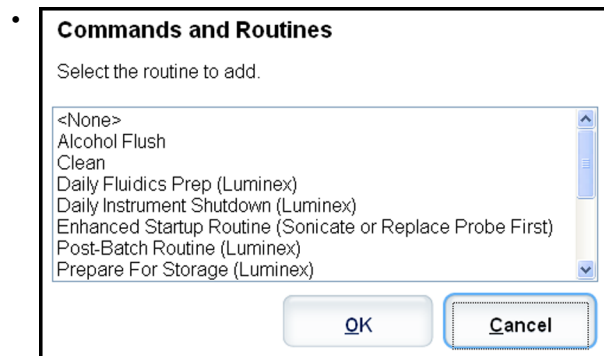 Commands and Routines
Select the routine to add.
<None>
Alcohol Flush
Clean
Daily Fluidics Prep (Luminex)
Daily Instrument Shutdown (Luminex)
Enhanced Startup Routine (Sonicate or Replace Probe First)
Post-Batch Routine (Luminex)
Prepare For Storage (Luminex)
OK Cancel